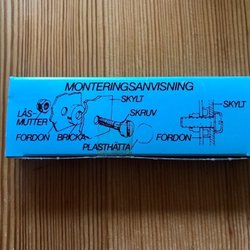 MONTERINGSANVISNING
SKYLT
SKYLT
LÅS-
MUTTER
SKRUV
FORDON
BRICKA
FORDON
PLASTHÄTTA